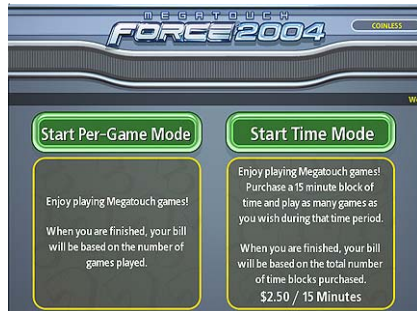 MEGATOUCH
FORCE 2004
COINLESS
Start Per-Game Mode
Enjoy playing Megatouch games!
When you are finished, your bill
will be based on the number of
games played.
Start Time Mode
Enjoy playing Megatouch games!
Purchase a 15 minute block of
time and play as many games as
you wish during that time period.
When you are finished, your bill
will be based on the total number
of time blocks purchased.
$2.50 / 15 Minutes